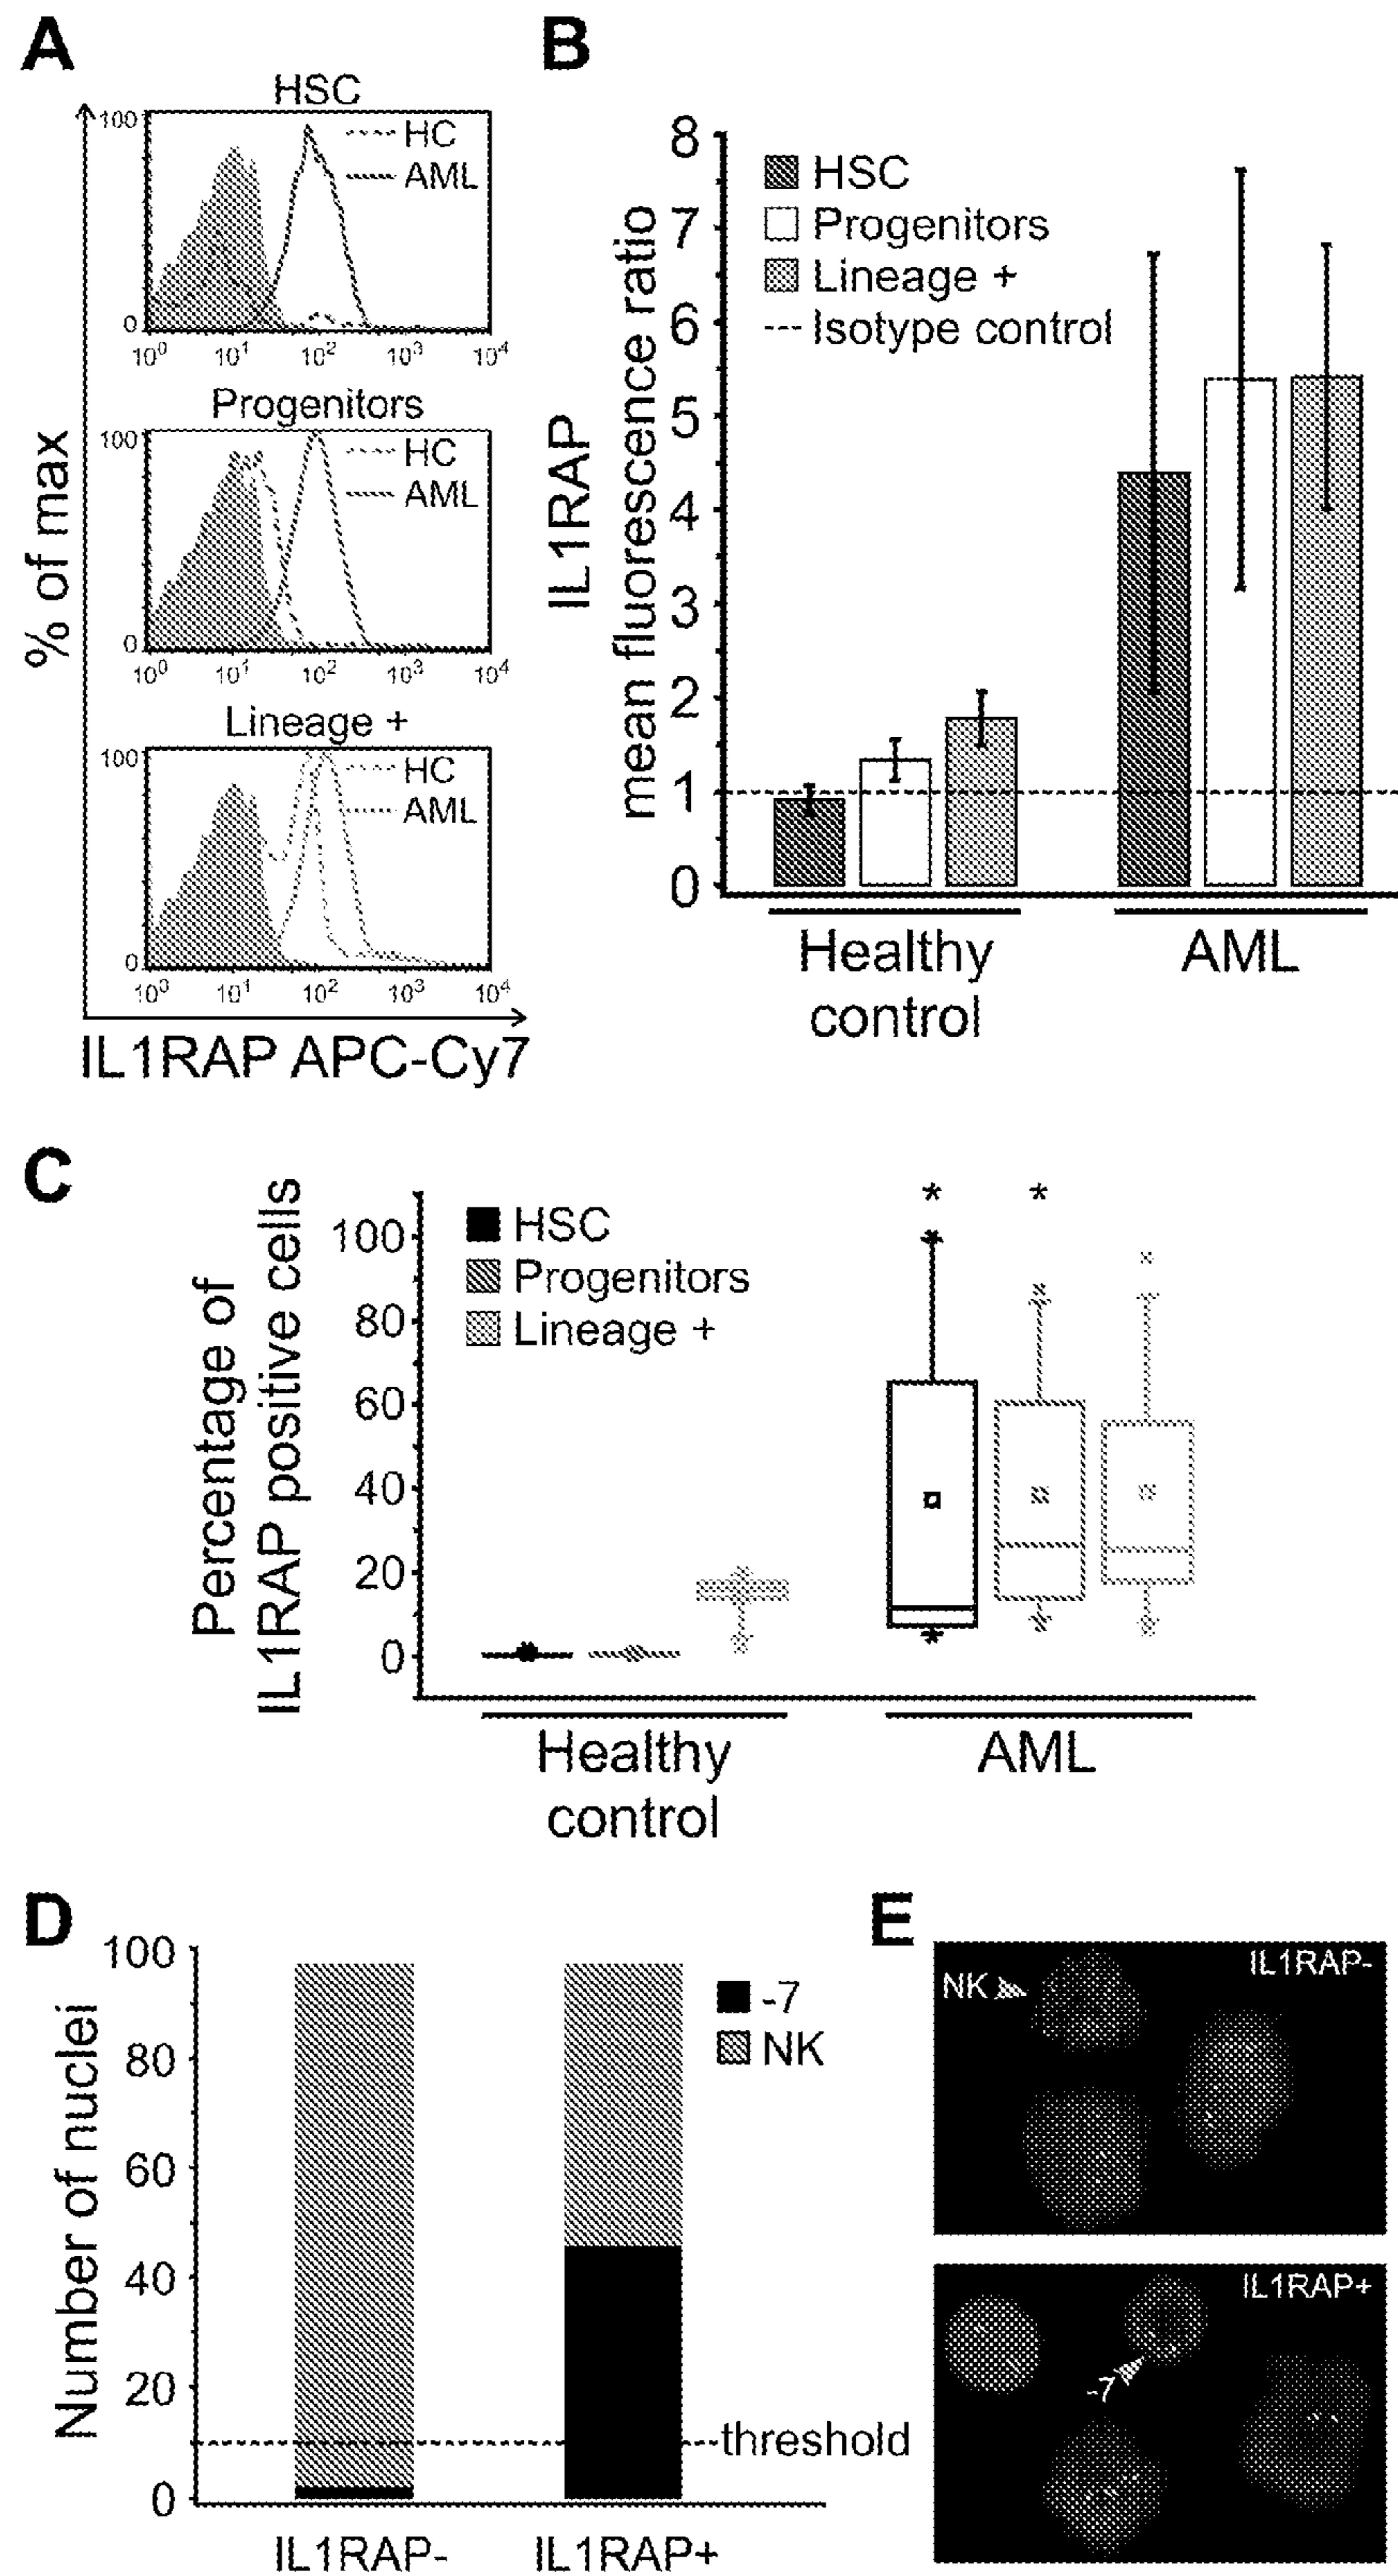 A
HSC
HC
AML
100
0
10⁰ 10¹ 10² 10³ 10⁴
Progenitors
HC
AML
100
0
10⁰ 10¹ 10² 10³ 10⁴
Lineage +
HC
AML
100
0
10⁰ 10¹ 10² 10³ 10⁴
% of max
IL1RAP APC-Cy7
B
IL1RAP
mean fluorescence ratio
8
7
6
5
4
3
2
1
0
HSC
Progenitors
Lineage +
Isotype control
Healthy
control
AML
C
Percentage of
IL1RAP positive cells
100
80
60
40
20
0
HSC
Progenitors
Lineage +
* *
Healthy
control
AML
D
Number of nuclei
100
80
60
40
20
0
-7
NK
threshold
IL1RAP- IL1RAP+
E
IL1RAP-
NK
IL1RAP+
-7